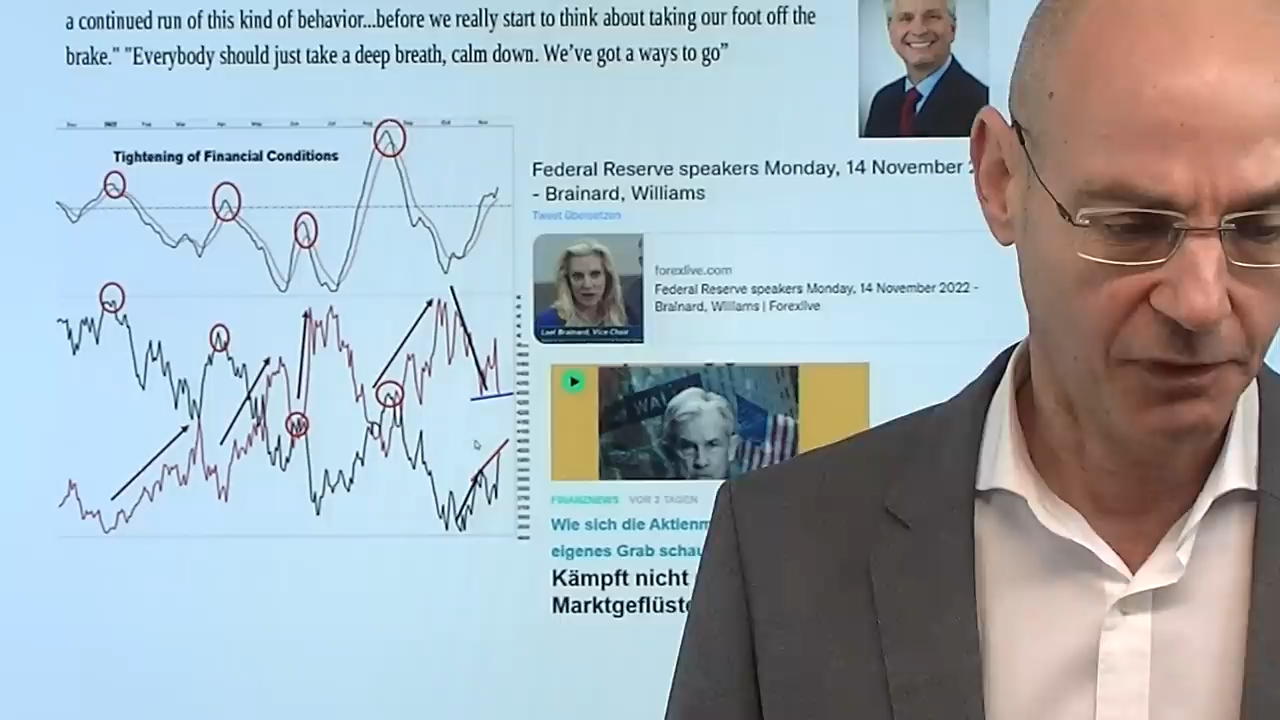 a continued run of this kind of behavior...before we really start to think about taking our foot off the
brake." "Everybody should just take a deep breath, calm down. We've got a ways to go"
2022
Tightening of Financial Conditions
Federal Reserve speakers Monday, 14 November
- Brainard, Williams
Tweet übersetzen
forexlive.com
Federal Reserve speakers Monday, 14 November 2022 -
Brainard, Williams | Forexlive
Lael Brainard, Vice Chair
WAL
FINANZNEWS VOR 2 TAGEN
Wie sich die Aktienm
eigenes Grab schau
Kämpft nicht
Marktgeflüste